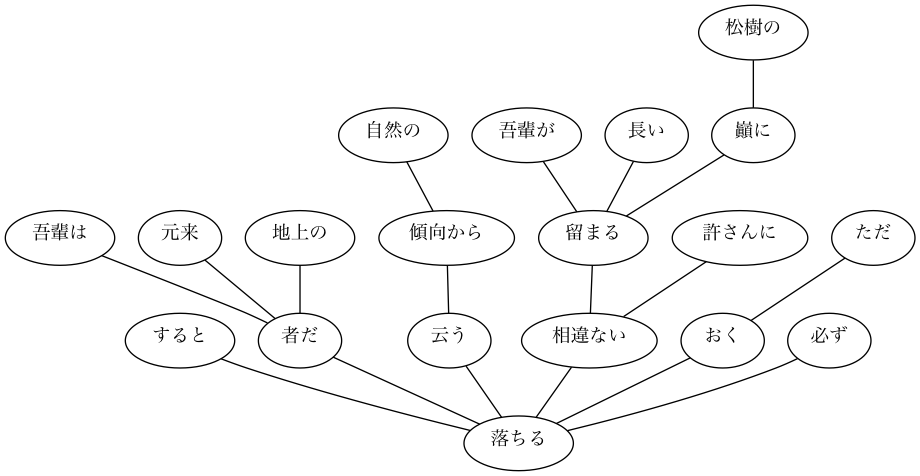 松樹の
自然の
吾輩が
長い
巓に
吾輩は
元来
地上の
傾向から
留まる
許さんに
ただ
すると
者だ
云う
相違ない
おく
必ず
落ちる